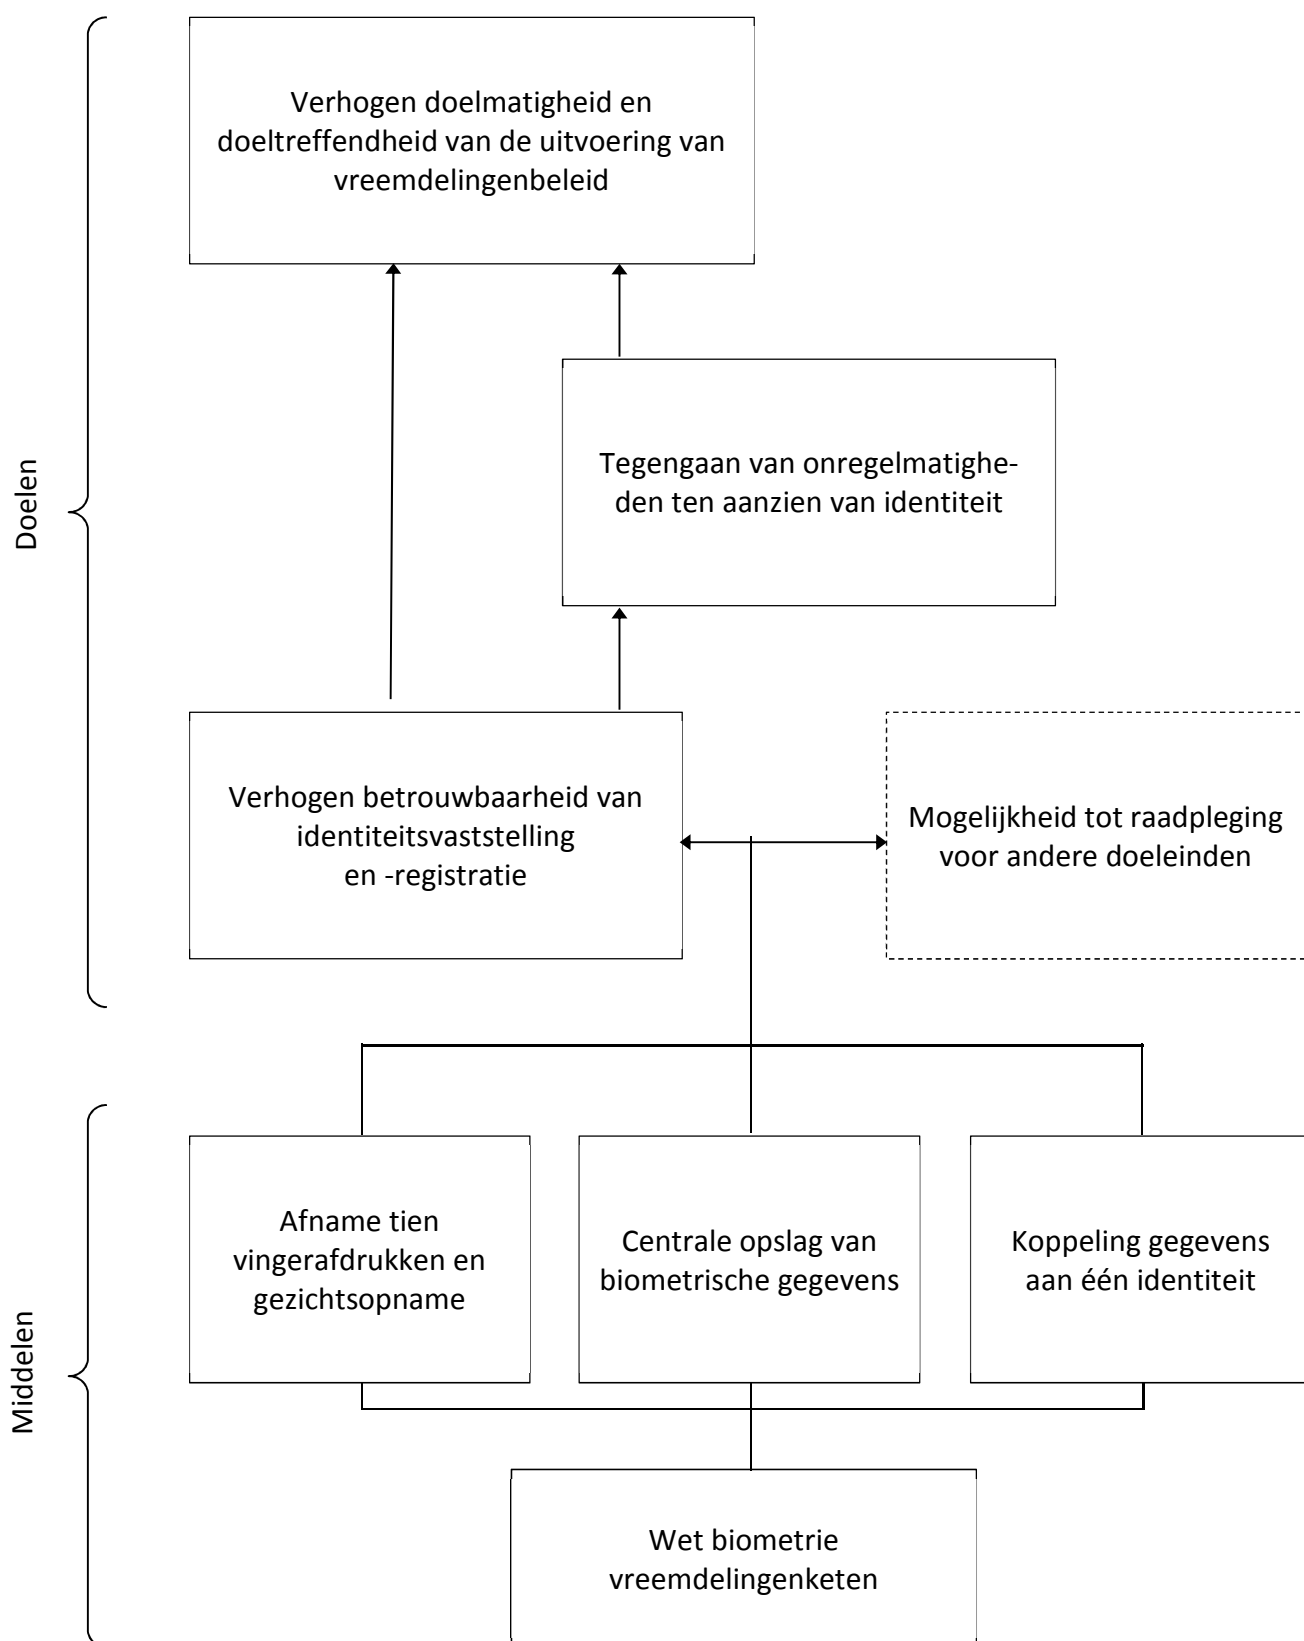 Verhogen doelmatigheid en
doeltreffendheid van de uitvoering van
vreemdelingenbeleid
Doelen
Tegengaan van onregelmatighe-
den ten aanzien van identiteit
Verhogen betrouwbaarheid van
identiteitsvaststelling
en -registratie
Mogelijkheid tot raadpleging
voor andere doeleinden
Middelen
Afname tien
vingerafdrukken en
gezichtsopname
Centrale opslag van
biometrische gegevens
Koppeling gegevens
aan één identiteit
Wet biometrie
vreemdelingenketen